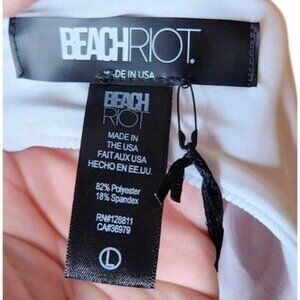 BEACHRIOT.
MADE IN USA
BEACH
RIOT
MADE IN
THE USA
FAIT AUX USA
HECHO EN EE.UU.
82% Polyester
18% Spandex
RN#128811
CA#36979
L